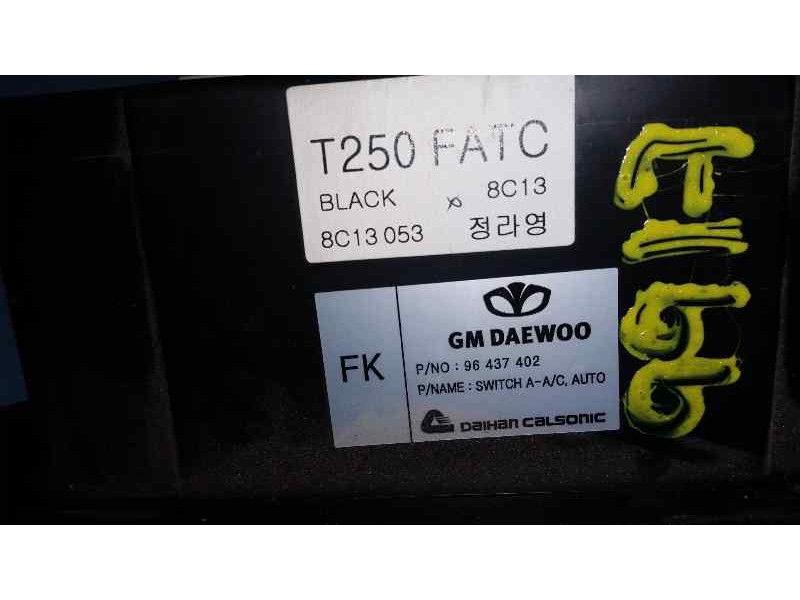 T250 FATC
BLACK 8C13
8C13 053 정라영
FK
GM DAEWOO
P/NO : 96 437 402
P/NAME : SWITCH A-A/C, AUTO
DAIHAN CALSONIC